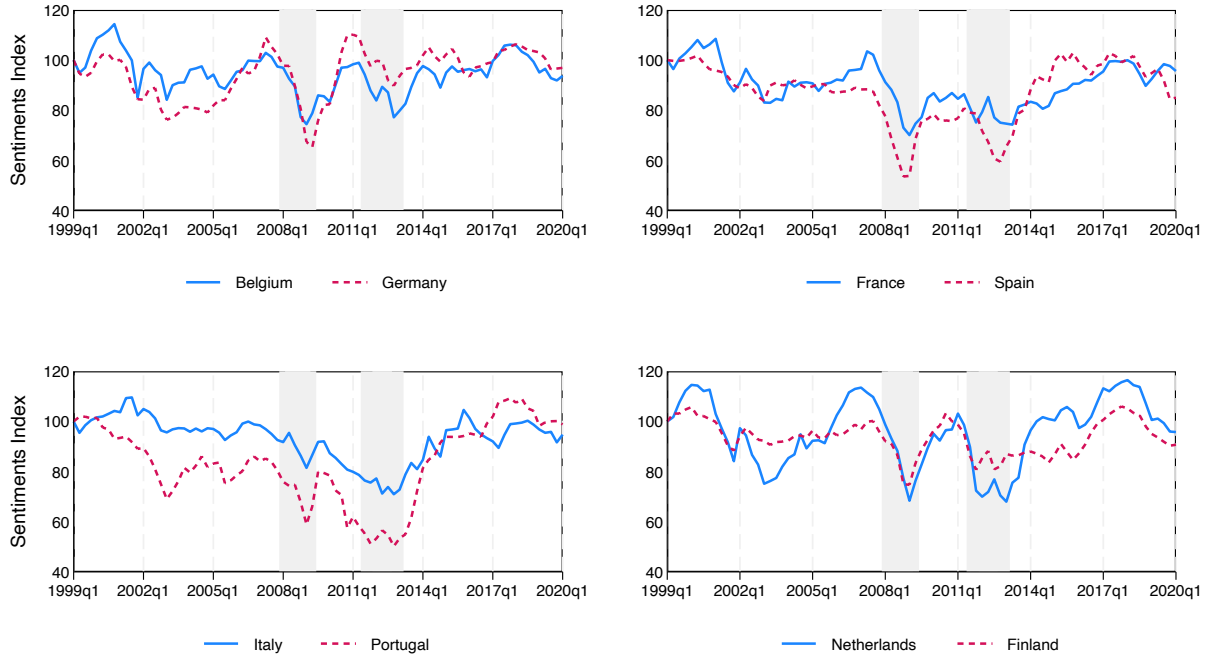 Sentiments Index
120
100
80
60
40
1999q1 2002q1 2005q1 2008q1 2011q1 2014q1 2017q1 2020q1
Belgium Germany
120
100
80
60
40
1999q1 2002q1 2005q1 2008q1 2011q1 2014q1 2017q1 2020q1
France Spain
Sentiments Index
120
100
80
60
40
1999q1 2002q1 2005q1 2008q1 2011q1 2014q1 2017q1 2020q1
Italy Portugal
120
100
80
60
40
1999q1 2002q1 2005q1 2008q1 2011q1 2014q1 2017q1 2020q1
Netherlands Finland